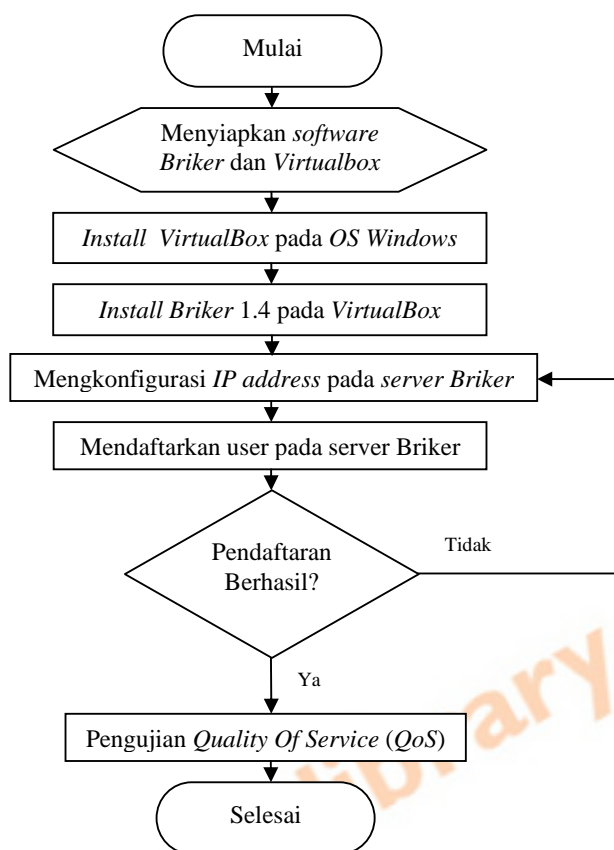 Mulai
Menyiapkan software
Briker dan Virtualbox
Install VirtualBox pada OS Windows
Install Briker 1.4 pada VirtualBox
Mengkonfigurasi IP address pada server Briker
Mendaftarkan user pada server Briker
Pendaftaran
Berhasil?
Tidak
Ya
Pengujian Quality Of Service (QoS)
Selesai
library